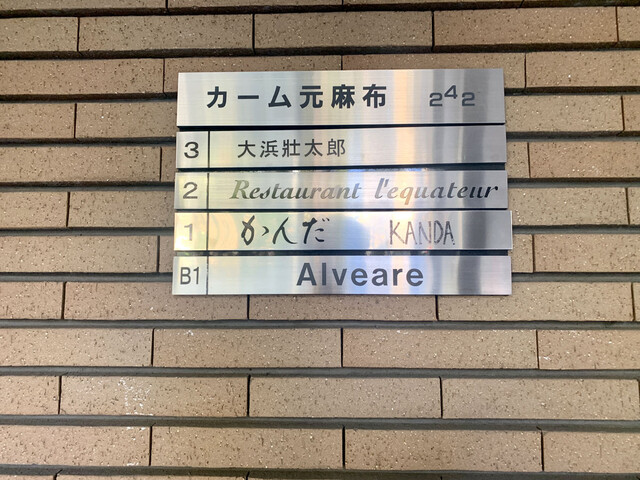 カーム元麻布 242
3 大浜壯太郎
2 Restaurant l'equateur
1 かんだ KANDA
B1 Alveare